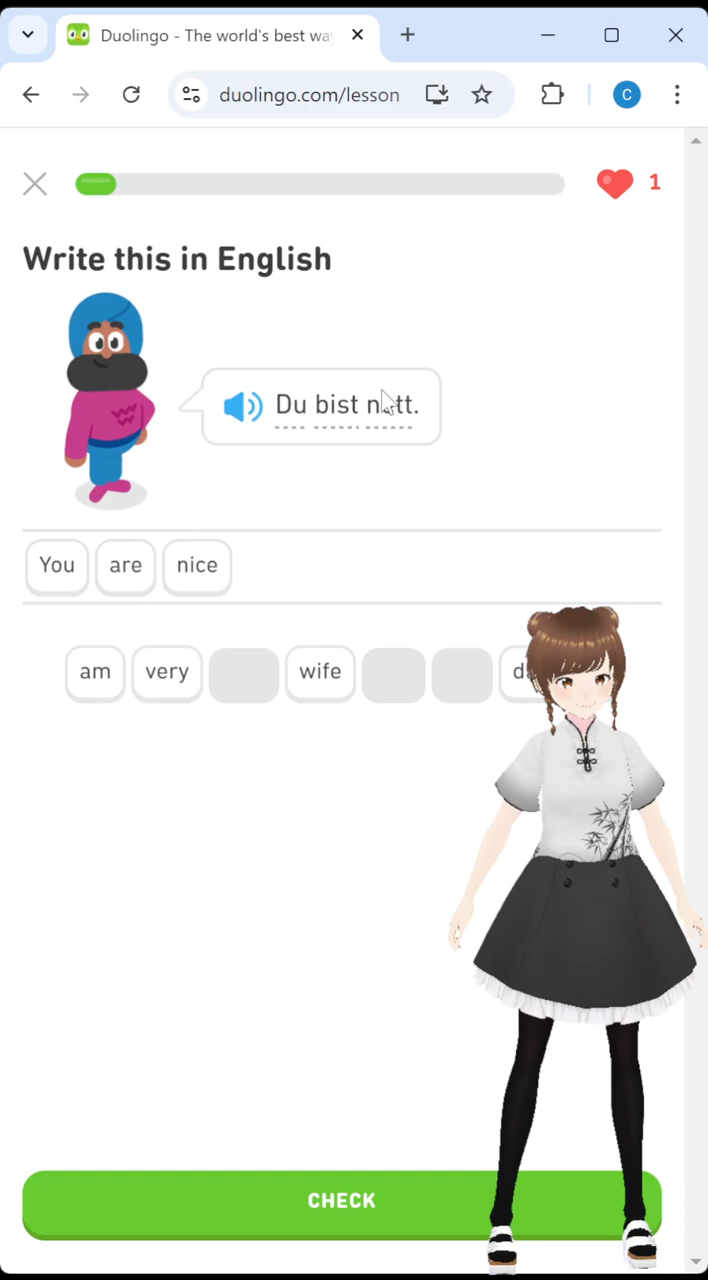 Duolingo - The world's best wa
duolingo.com/lesson
C
1
Write this in English
Du bist
You are nice
am very wife
CHECK